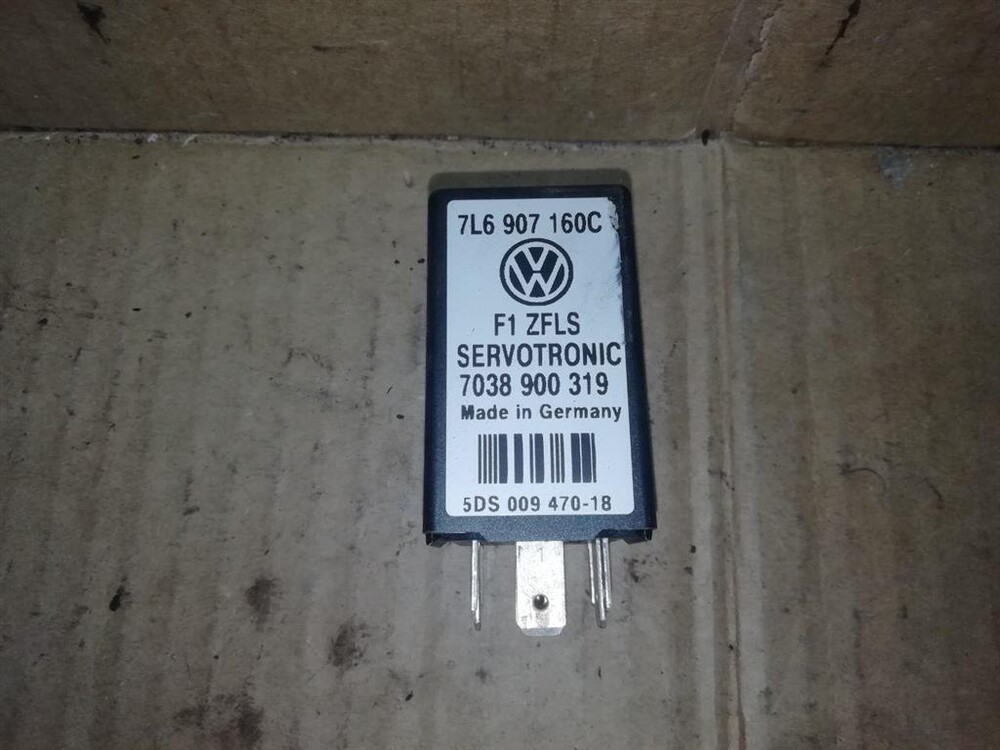 7L6 907 160C
F1 ZFLS
SERVOTRONIC
7038 900 319
Made in Germany
5DS 009 470-18